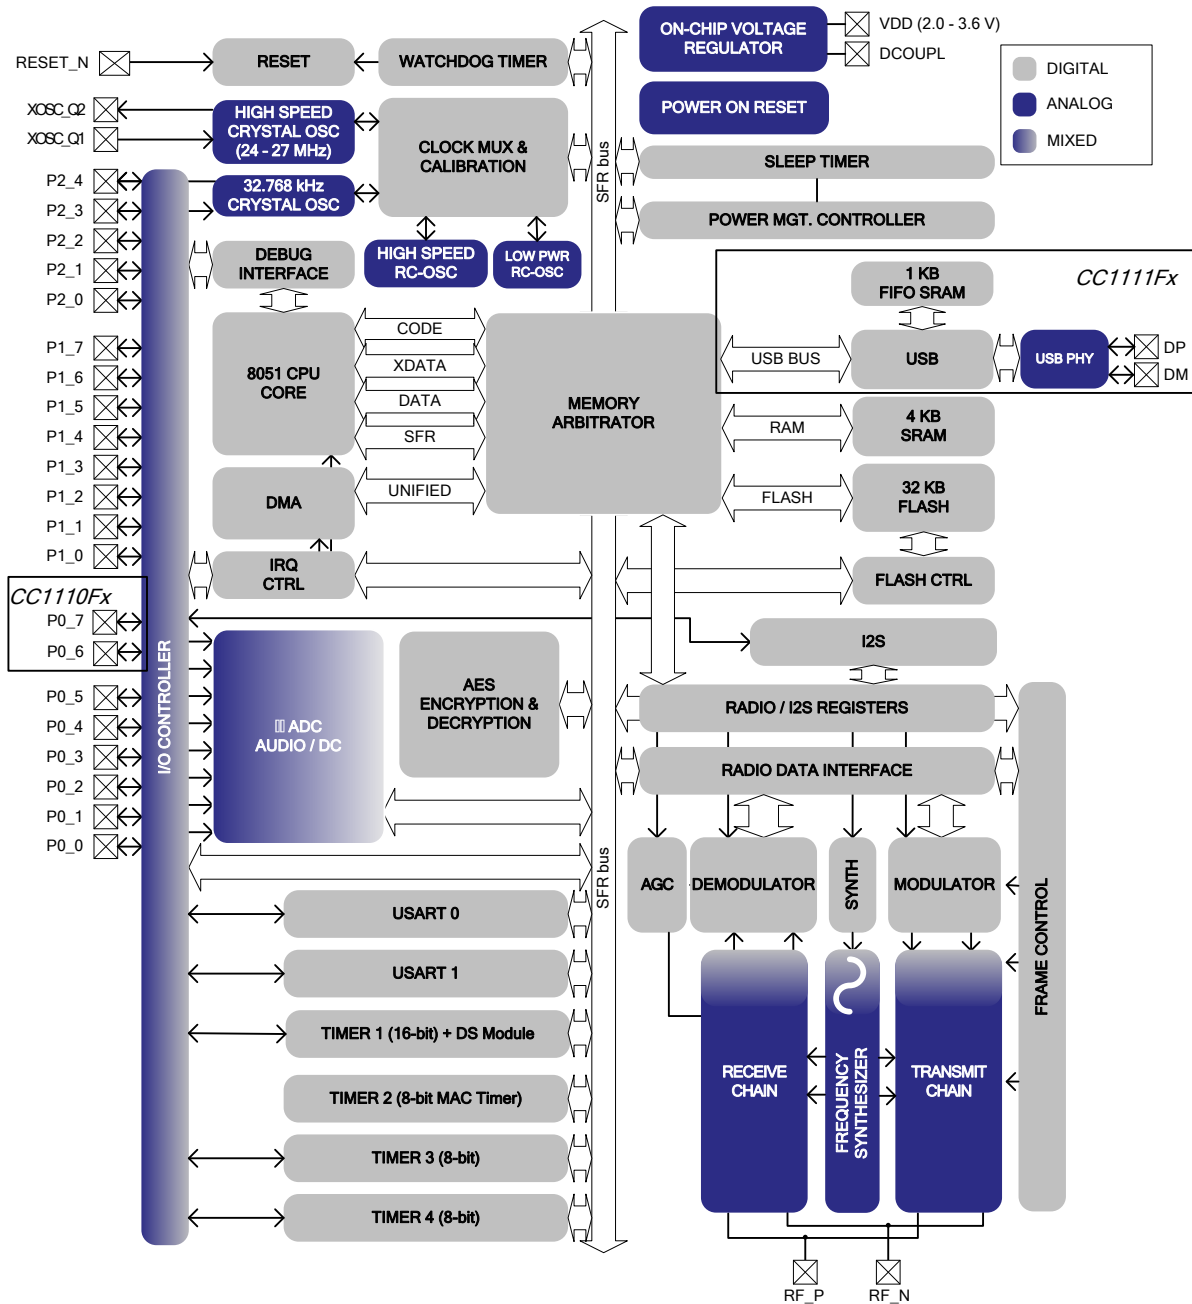 RESET_N
XOSC_Q2
XOSC_Q1
P2_4
P2_3
P2_2
P2_1
P2_0
P1_7
P1_6
P1_5
P1_4
P1_3
P1_2
P1_1
P1_0
CC1110Fx
P0_7
P0_6
P0_5
P0_4
P0_3
P0_2
P0_1
P0_0
I/O CONTROLLER
RESET
WATCHDOG TIMER
HIGH SPEED
CRYSTAL OSC
(24 - 27 MHz)
CLOCK MUX &
CALIBRATION
32.768 kHz
CRYSTAL OSC
DEBUG
INTERFACE
HIGH SPEED
RC-OSC
LOW PWR
RC-OSC
8051 CPU
CORE
CODE
XDATA
DATA
SFR
UNIFIED
DMA
IRQ
CTRL
MEMORY
ARBITRATOR
ADC
AUDIO / DC
AES
ENCRYPTION &
DECRYPTION
USART 0
USART 1
TIMER 1 (16-bit) + DS Module
TIMER 2 (8-bit MAC Timer)
TIMER 3 (8-bit)
TIMER 4 (8-bit)
SFR bus
SFR bus
ON-CHIP VOLTAGE
REGULATOR
VDD (2.0 - 3.6 V)
DCOUPL
POWER ON RESET
DIGITAL
ANALOG
MIXED
SLEEP TIMER
POWER MGT. CONTROLLER
CC1111Fx
1 KB
FIFO SRAM
USB BUS
USB
USB PHY
DP
DM
RAM
4 KB
SRAM
FLASH
32 KB
FLASH
FLASH CTRL
I2S
RADIO / I2S REGISTERS
RADIO DATA INTERFACE
AGC
DEMODULATOR
SYNTH
MODULATOR
FRAME CONTROL
RECEIVE
CHAIN
FREQUENCY
SYNTHESIZER
TRANSMIT
CHAIN
RF_P
RF_N